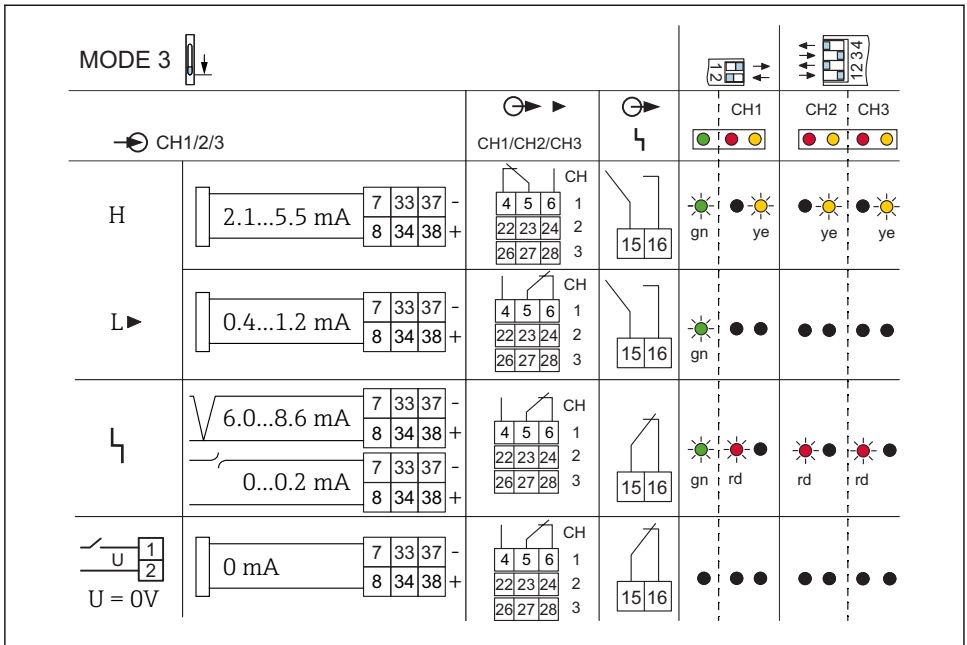 MODE 3
1 2
1 2 3 4
CH1/2/3
CH1/CH2/CH3
CH1
CH2
CH3
H
2.1...5.5 mA
7 33 37 -
8 34 38 +
CH
4 5 6 1
22 23 24 2
26 27 28 3
15 16
gn
ye
ye
ye
L
0.4...1.2 mA
7 33 37 -
8 34 38 +
CH
4 5 6 1
22 23 24 2
26 27 28 3
15 16
gn
6.0...8.6 mA
7 33 37 -
8 34 38 +
0...0.2 mA
7 33 37 -
8 34 38 +
CH
4 5 6 1
22 23 24 2
26 27 28 3
15 16
gn
rd
rd
rd
1
U
2
U = 0V
0 mA
7 33 37 -
8 34 38 +
CH
4 5 6 1
22 23 24 2
26 27 28 3
15 16